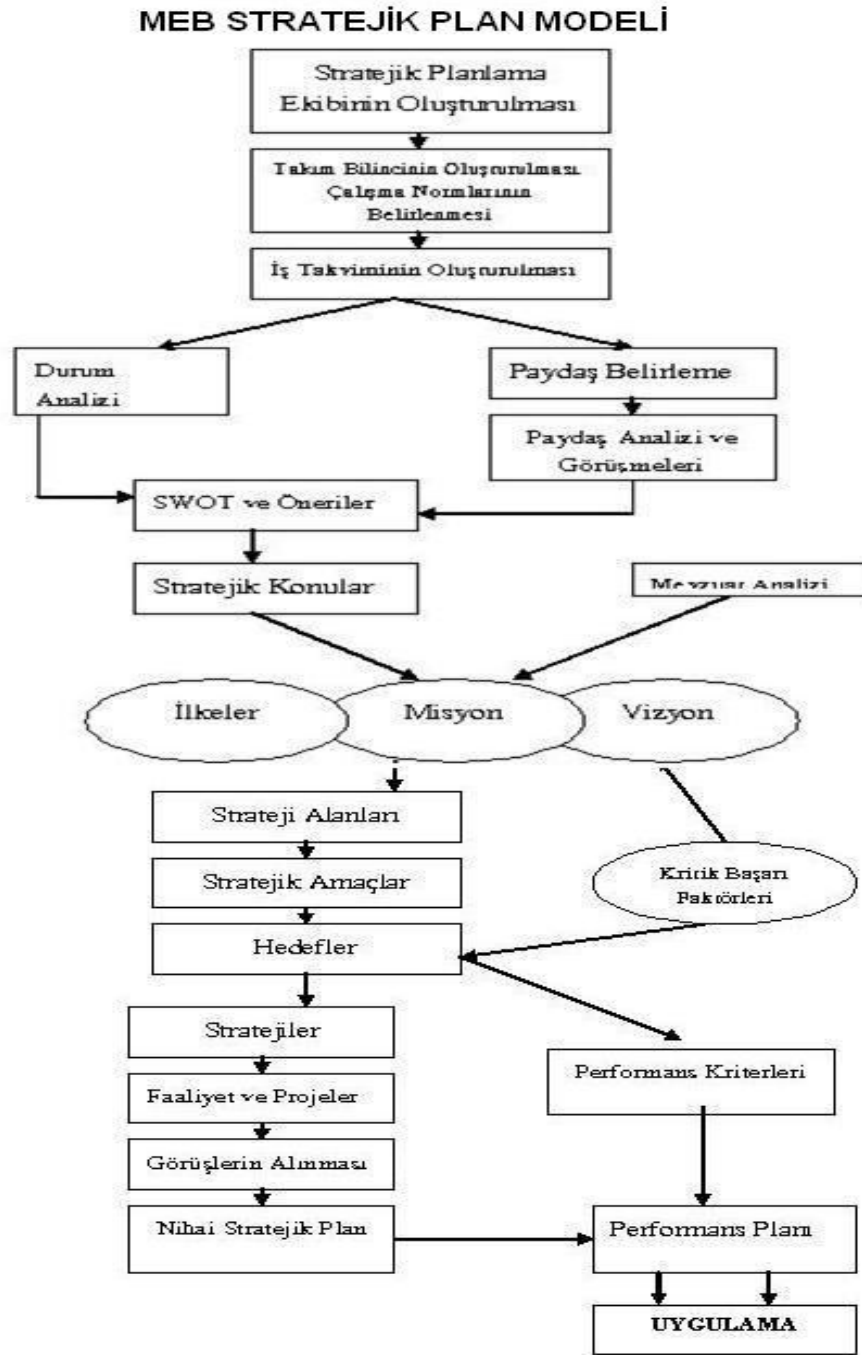 MEB STRATEJİK PLAN MODELİ
Stratejik Planlama
Ekibinin Oluşturulması
Takım Bilincinin Oluşturulması
Çalışma Normlarının
Belirlenmesi
İş Takviminin Oluşturulması
Durum
Analizi
Paydaş Belirleme
Paydaş Analizi ve
Görüşmeleri
SWOT ve Öneriler
Stratejik Konular
Mevzuat Analizi
İlkeler
Misyon
Vizyon
Strateji Alanları
Stratejik Amaçlar
Kritik Başarı
Faktörleri
Hedefler
Stratejiler
Performans Kriterleri
Faaliyet ve Projeler
Görüşlerin Alınması
Nihai Stratejik Plan
Performans Planı
UYGULAMA